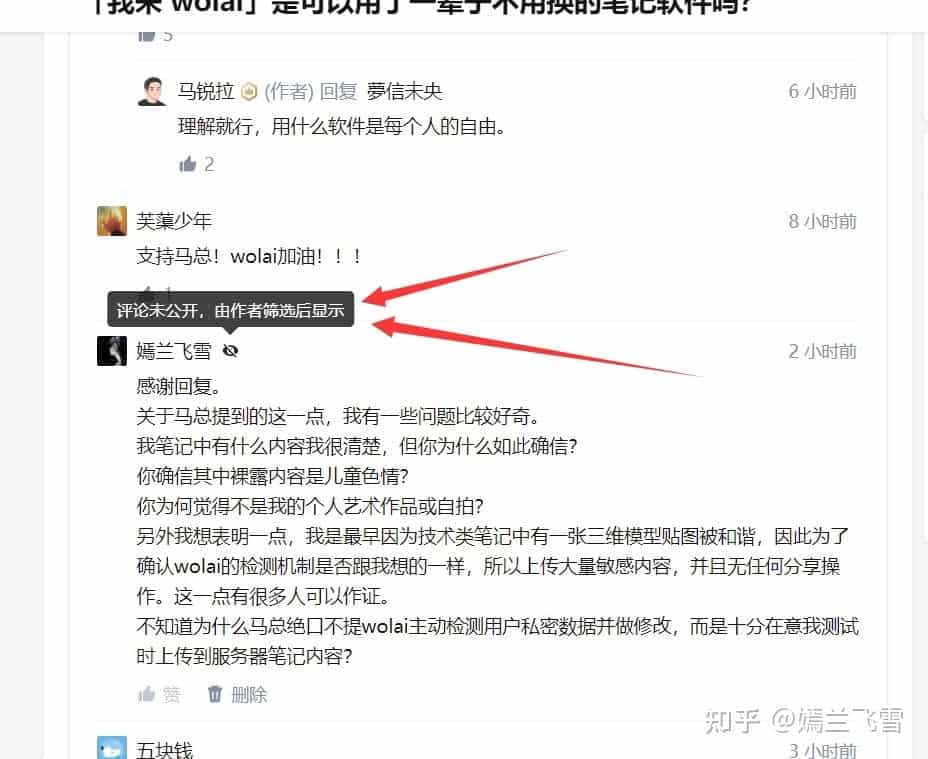 「我来 wolai」是可以用了一辈子不用换的笔记软件吗？
5
马锐拉 (作者) 回复 夢信未央 6 小时前
理解就行，用什么软件是每个人的自由。
2
芙蕖少年 8 小时前
支持马总！wolai加油！！！
1
评论未公开，由作者筛选后显示
嫣兰飞雪 2 小时前
感谢回复。
关于马总提到的这一点，我有一些问题比较好奇。
我笔记中有什么内容我很清楚，但你为什么如此确信？
你确信其中裸露内容是儿童色情？
你为何觉得不是我的个人艺术作品或自拍？
另外我想表明一点，我是最早因为技术类笔记中有一张三维模型贴图被和谐，因此为了
确认wolai的检测机制是否跟我想的一样，所以上传大量敏感内容，并且无任何分享操
作。这一点有很多人可以作证。
不知道为什么马总绝口不提wolai主动检测用户私密数据并做修改，而是十分在意我测试
时上传到服务器笔记内容？
赞 删除
知乎 @嫣兰飞雪
五块钱 3 小时前